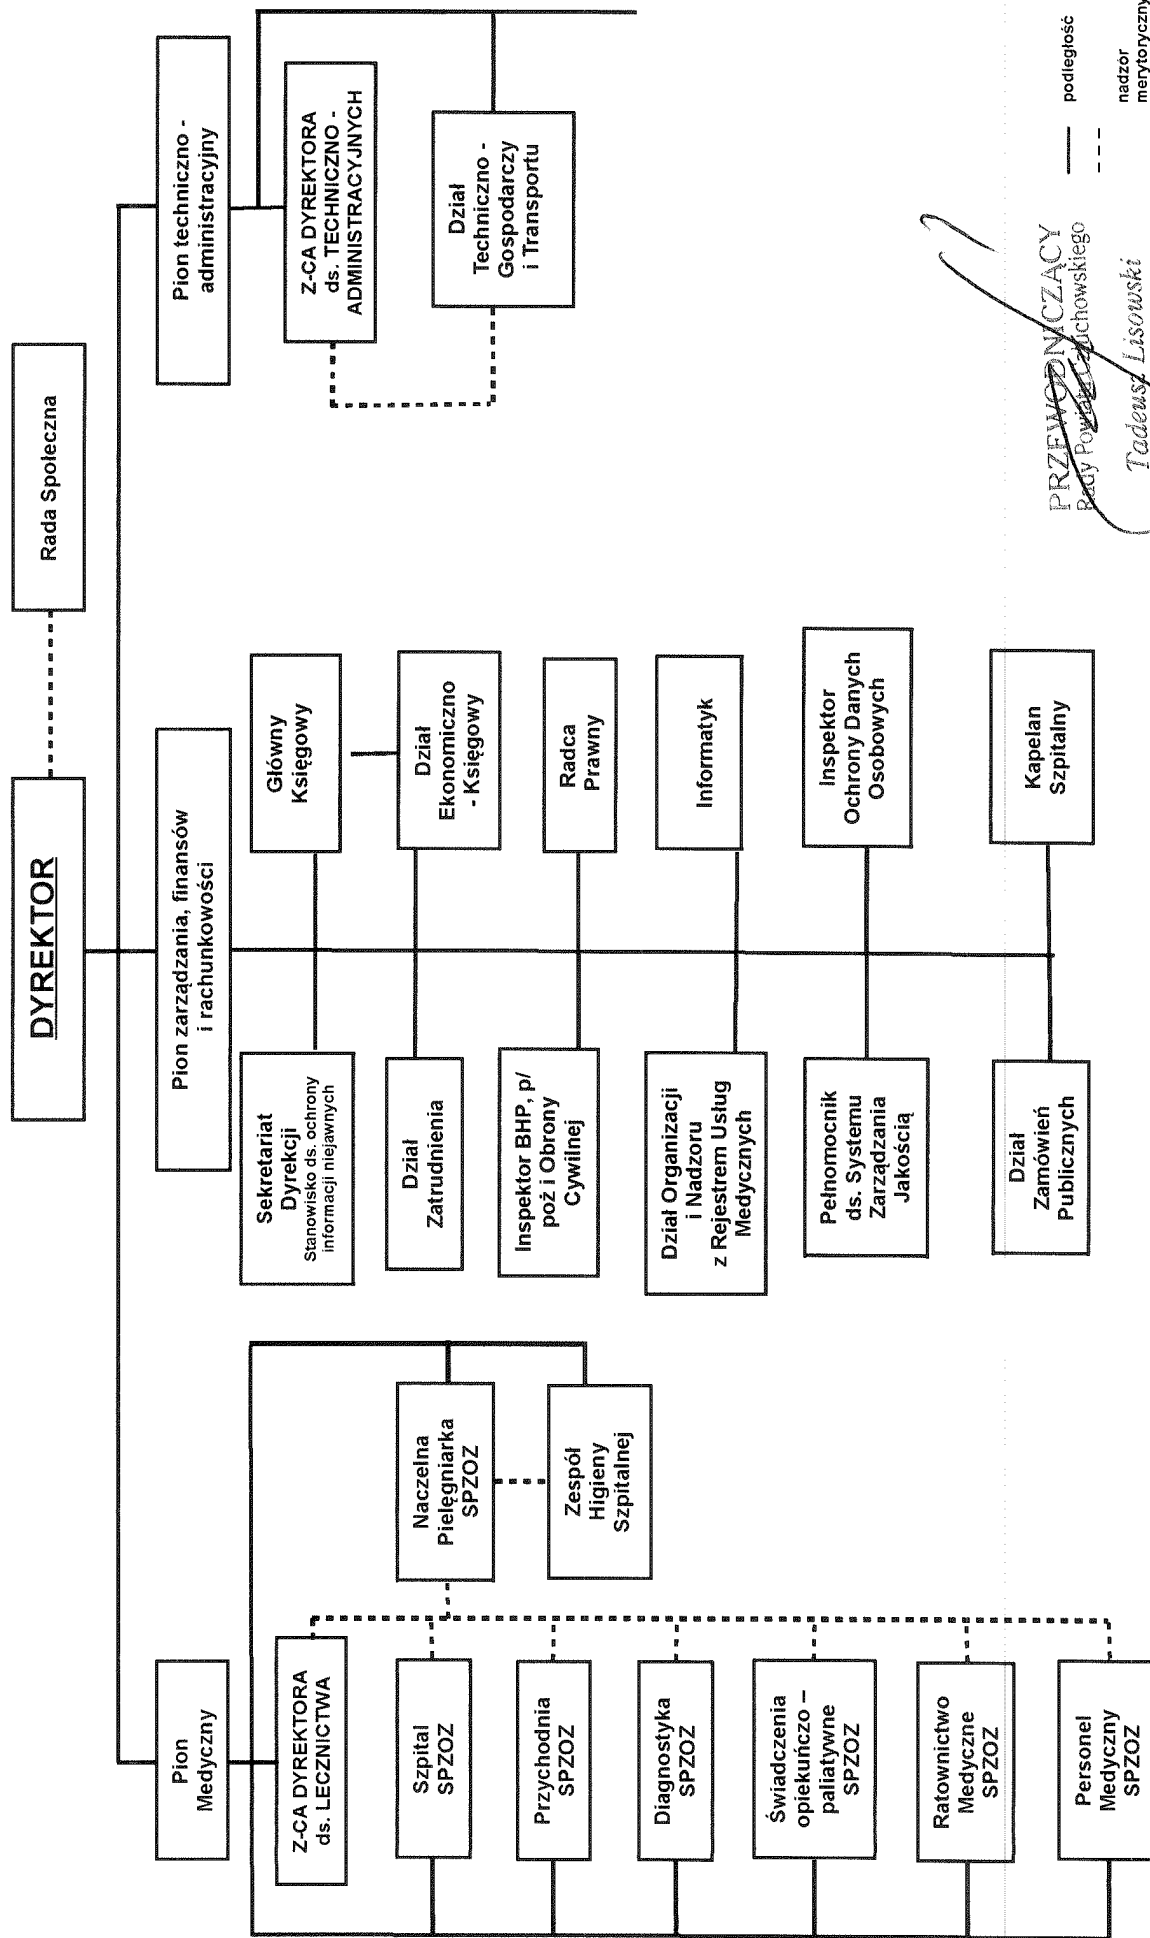 DYREKTOR
Rada Społeczna
Pion
Medyczny
Z-CA DYREKTORA
ds. LECZNICTWA
Szpital
SPZOZ
Przychodnia
SPZOZ
Diagnostyka
SPZOZ
Świadczenia
opiekuńczo –
paliatywne
SPZOZ
Ratownictwo
Medyczne
SPZOZ
Personel
Medyczny
SPZOZ
Naczelna
Pielęgniarka
SPZOZ
Zespół
Higieny
Szpitalnej
Pion zarządzania, finansów
i rachunkowości
Sekretariat
Dyrekcji
Stanowisko ds. ochrony
informacji niejawnych
Główny
Księgowy
Dział
Zatrudnienia
Dział
Ekonomiczno
- Księgowy
Inspektor BHP, p/
poż i Obrony
Cywilnej
Radca
Prawny
Dział Organizacji
i Nadzoru
z Rejestrem Usług
Medycznych
Informatyk
Pełnomocnik
ds. Systemu
Zarządzania
Jakością
Inspektor
Ochrony Danych
Osobowych
Dział
Zamówień
Publicznych
Kapelan
Szpitalny
Pion techniczno -
administracyjny
Z-CA DYREKTORA
ds. TECHNICZNO -
ADMINISTRACYJNYCH
Dział
Techniczno -
Gospodarczy
i Transportu
PRZEWODNICZĄCY
Rady Powiatu Człuchowskiego
Tadeusz Lisowski
podległość
nadzór
merytoryczny